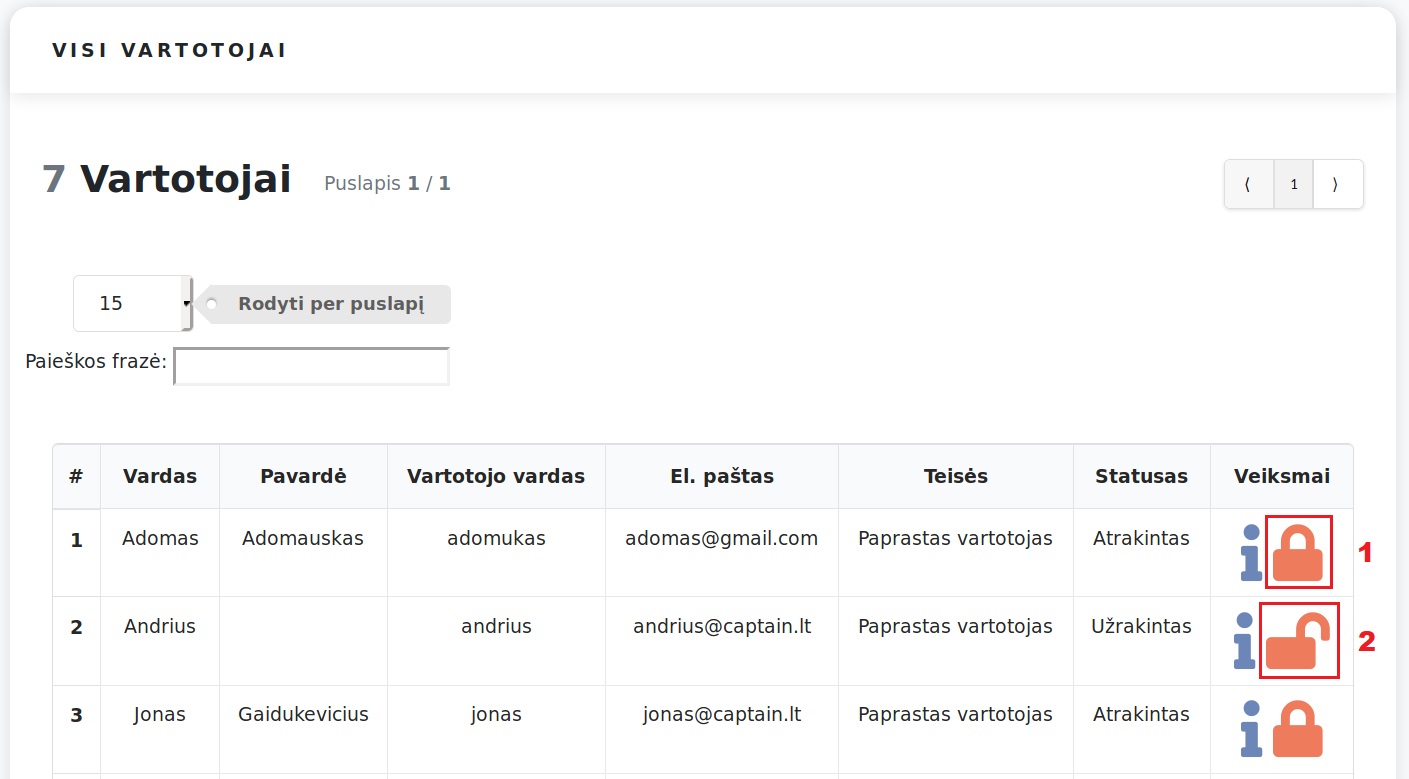 VISI VARTOTOJAI
7 Vartotojai Puslapis 1 / 1
⟨ 1 ⟩
15 Rodyti per puslapį
Paieškos frazė:
# Vardas Pavardė Vartotojo vardas El. paštas Teisės Statusas Veiksmai
1 Adomas Adomauskas adomukas adomas@gmail.com Paprastas vartotojas Atrakintas 1
2 Andrius andrius andrius@captain.lt Paprastas vartotojas Užrakintas 2
3 Jonas Gaidukevicius jonas jonas@captain.lt Paprastas vartotojas Atrakintas